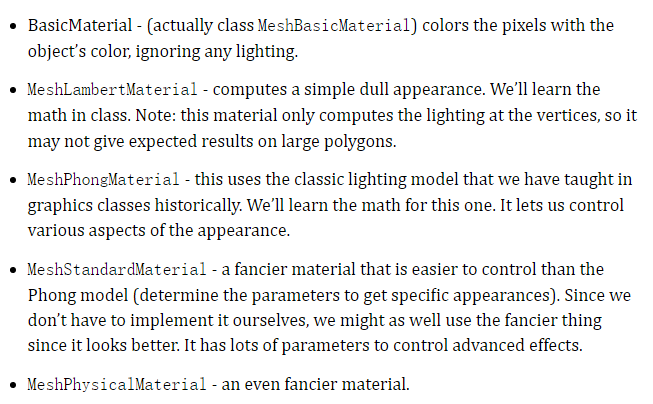 • BasicMaterial - (actually class MeshBasicMaterial) colors the pixels with the
object’s color, ignoring any lighting.
• MeshLambertMaterial - computes a simple dull appearance. We’ll learn the
math in class. Note: this material only computes the lighting at the vertices, so it
may not give expected results on large polygons.
• MeshPhongMaterial - this uses the classic lighting model that we have taught in
graphics classes historically. We’ll learn the math for this one. It lets us control
various aspects of the appearance.
• MeshStandardMaterial - a fancier material that is easier to control than the
Phong model (determine the parameters to get specific appearances). Since we
don’t have to implement it ourselves, we might as well use the fancier thing
since it looks better. It has lots of parameters to control advanced effects.
• MeshPhysicalMaterial - an even fancier material.